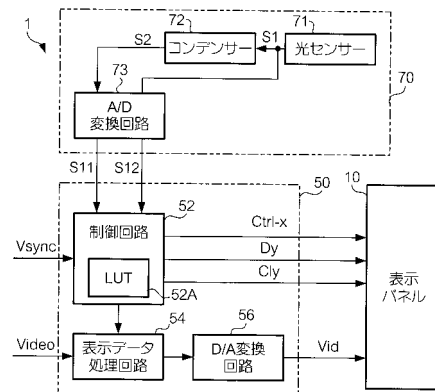 1
72
71
コンデンサー
光センサー
S2
S1
73
A/D
変換回路
70
S11
S12
50
10
52
制御回路
Ctrl-x
Vsync
Dy
LUT
Cly
52A
表示
パネル
54
56
Video
表示データ
処理回路
D/A変換
回路
Vid